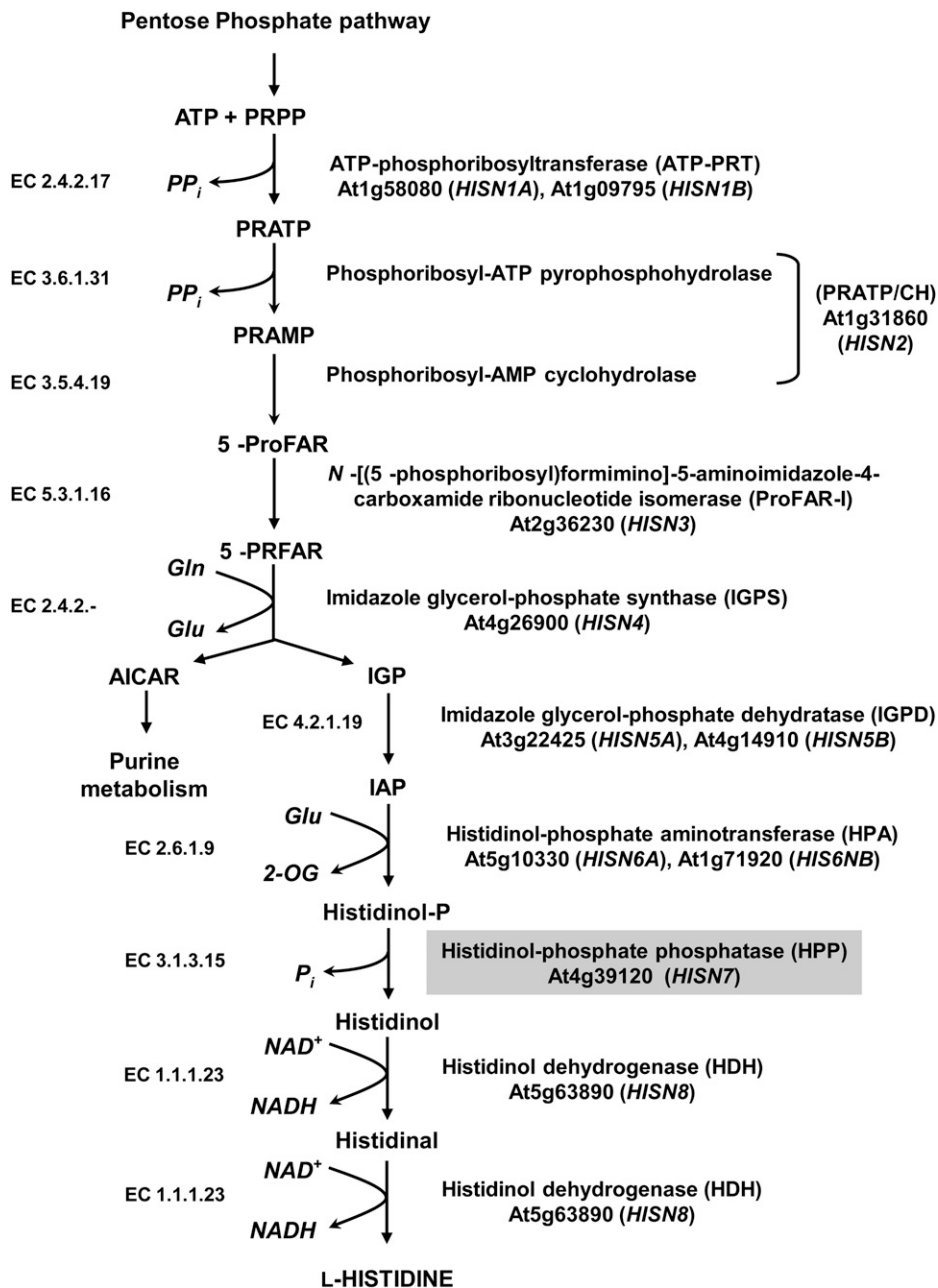 Pentose Phosphate pathway
ATP + PRPP
EC 2.4.2.17
PPi
ATP-phosphoribosyltransferase (ATP-PRT)
At1g58080 (HISN1A), At1g09795 (HISN1B)
PRATP
EC 3.6.1.31
PPi
Phosphoribosyl-ATP pyrophosphohydrolase
(PRATP/CH)
At1g31860
(HISN2)
PRAMP
EC 3.5.4.19
Phosphoribosyl-AMP cyclohydrolase
5 -ProFAR
EC 5.3.1.16
N -[(5 -phosphoribosyl)formimino]-5-aminoimidazole-4-
carboxamide ribonucleotide isomerase (ProFAR-I)
At2g36230 (HISN3)
5 -PRFAR
Gln
EC 2.4.2.-
Glu
Imidazole glycerol-phosphate synthase (IGPS)
At4g26900 (HISN4)
AICAR
IGP
Purine
metabolism
EC 4.2.1.19
Imidazole glycerol-phosphate dehydratase (IGPD)
At3g22425 (HISN5A), At4g14910 (HISN5B)
IAP
Glu
EC 2.6.1.9
2-OG
Histidinol-phosphate aminotransferase (HPA)
At5g10330 (HISN6A), At1g71920 (HIS6NB)
Histidinol-P
EC 3.1.3.15
Pi
Histidinol-phosphate phosphatase (HPP)
At4g39120 (HISN7)
Histidinol
NAD+
EC 1.1.1.23
NADH
Histidinol dehydrogenase (HDH)
At5g63890 (HISN8)
Histidinal
NAD+
EC 1.1.1.23
NADH
Histidinol dehydrogenase (HDH)
At5g63890 (HISN8)
L-HISTIDINE